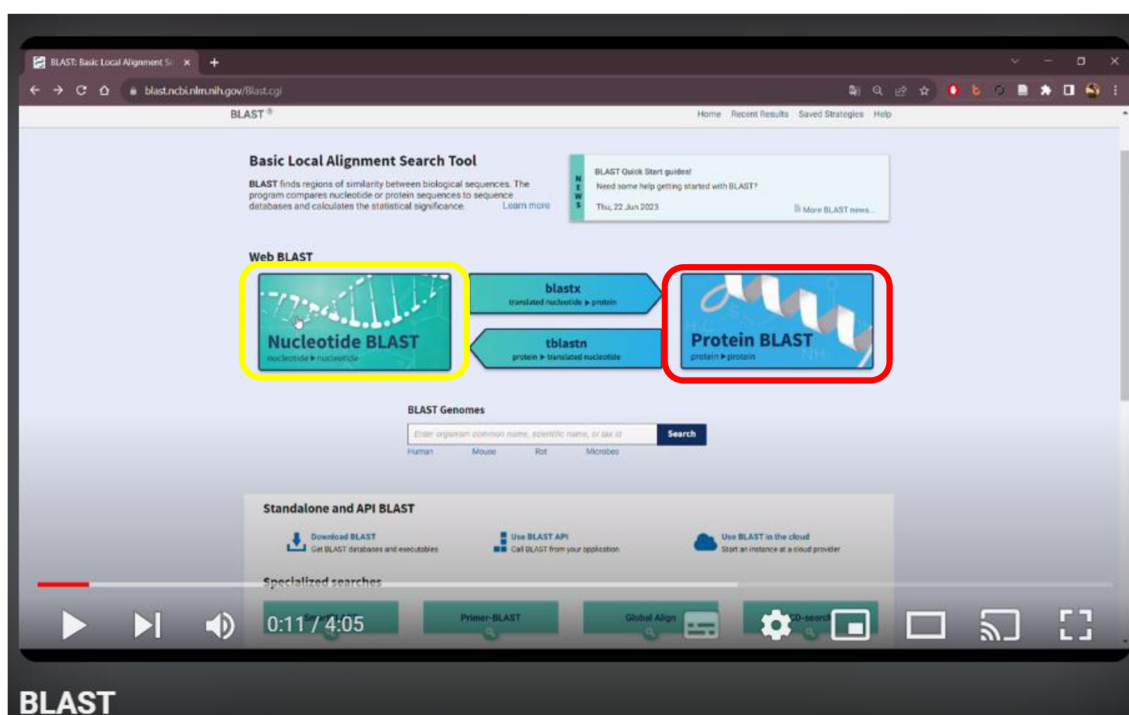 BLAST: Basic Local Alignment Se
blast.ncbi.nlm.nih.gov/Blast.cgi
BLAST ®
Home Recent Results Saved Strategies Help
Basic Local Alignment Search Tool
BLAST finds regions of similarity between biological sequences. The
program compares nucleotide or protein sequences to sequence
databases and calculates the statistical significance.
Learn more
NEWS
BLAST Quick Start guides!
Need some help getting started with BLAST?
Thu, 22 Jun 2023
More BLAST news...
Web BLAST
Nucleotide BLAST
nucleotide ▸ nucleotide
blastx
translated nucleotide ▸ protein
tblastn
protein ▸ translated nucleotide
Protein BLAST
protein ▸ protein
BLAST Genomes
Enter organism common name, scientific name, or tax id
Search
Human Mouse Rat Microbes
Standalone and API BLAST
Download BLAST
Get BLAST databases and executables
Use BLAST API
Call BLAST from your application
Use BLAST in the cloud
Start an instance at a cloud provider
Specialized searches
SmartBLAST
Primer-BLAST
Global Align
CD-search
0:11 / 4:05
BLAST